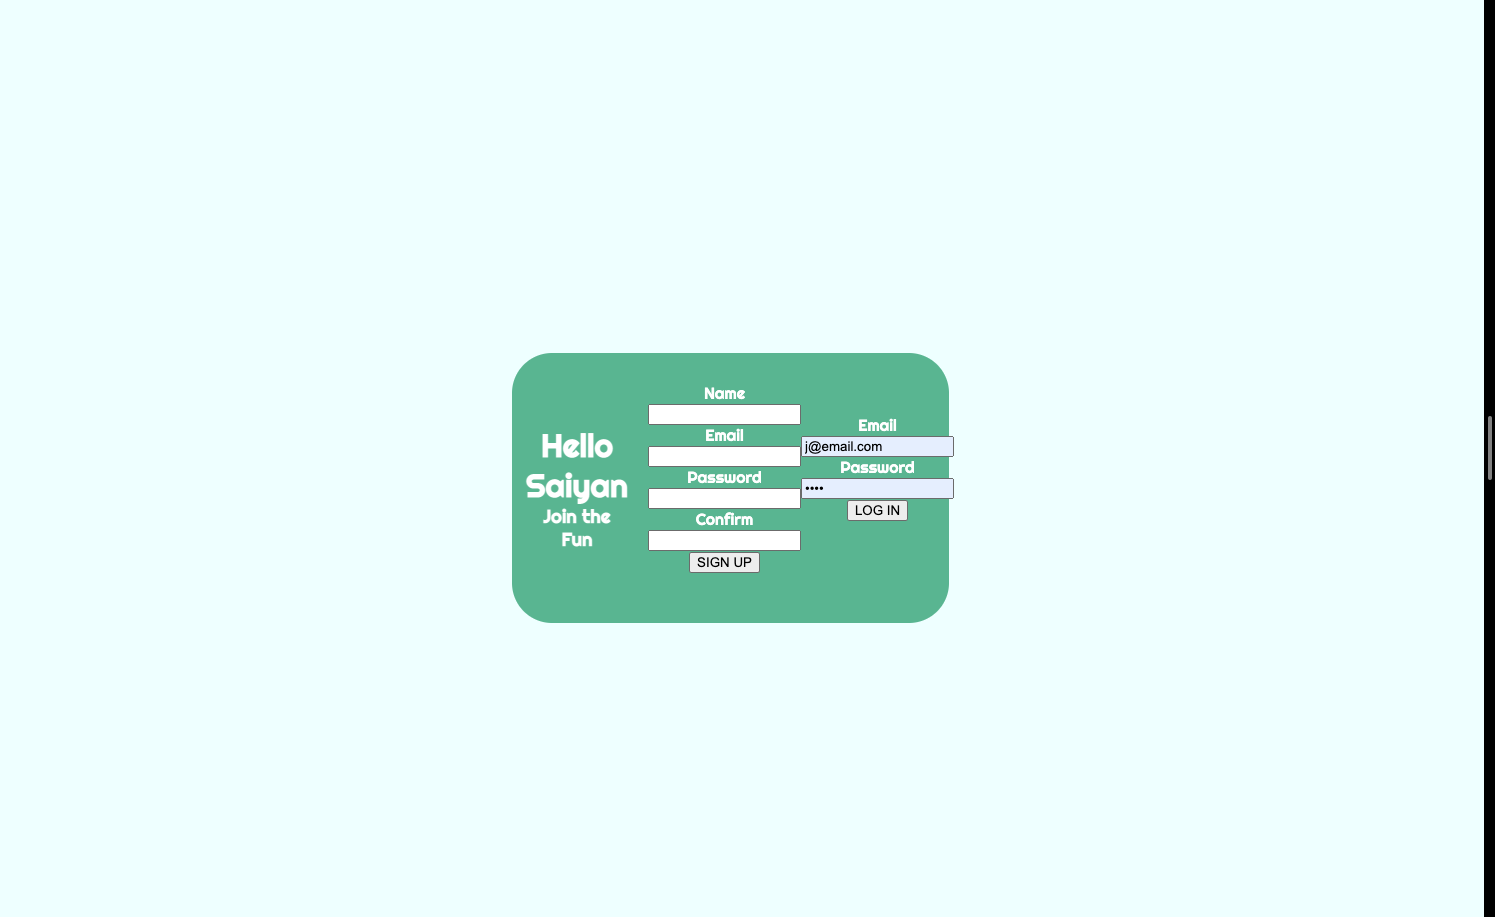 Hello
Saiyan
Join the
Fun
Name
Email
Password
Confirm
SIGN UP
Email
j@email.com
Password
••••
LOG IN